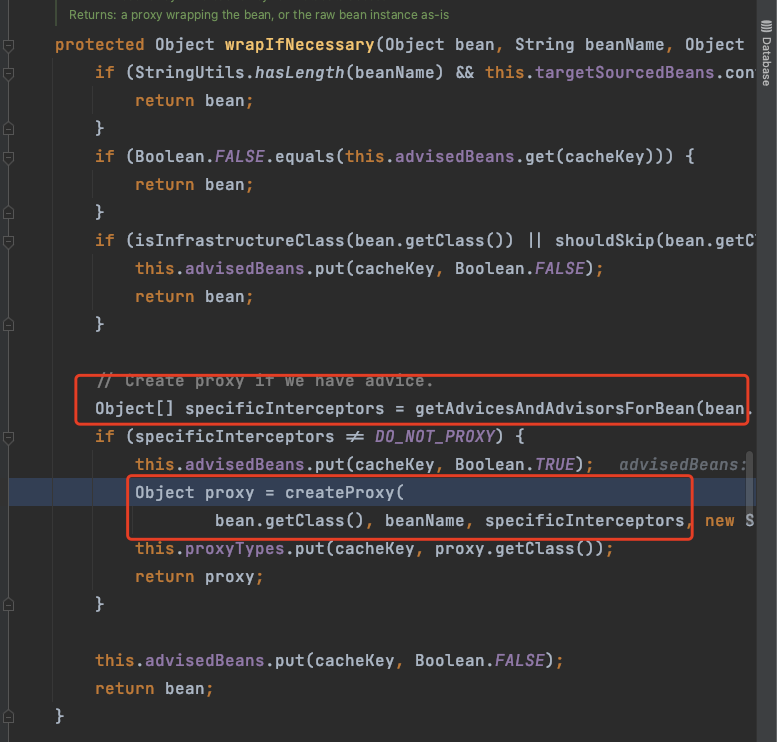 Returns: a proxy wrapping the bean, or the raw bean instance as-is
protected Object wrapIfNecessary(Object bean, String beanName, Object
if (StringUtils.hasLength(beanName) && this.targetSourcedBeans.con
return bean;
}
if (Boolean.FALSE.equals(this.advisedBeans.get(cacheKey))) {
return bean;
}
if (isInfrastructureClass(bean.getClass()) || shouldSkip(bean.getCl
this.advisedBeans.put(cacheKey, Boolean.FALSE);
return bean;
}
// Create proxy if we have advice.
Object[] specificInterceptors = getAdvicesAndAdvisorsForBean(bean.
if (specificInterceptors != DO_NOT_PROXY) {
this.advisedBeans.put(cacheKey, Boolean.TRUE); advisedBeans:
Object proxy = createProxy(
bean.getClass(), beanName, specificInterceptors, new S
this.proxyTypes.put(cacheKey, proxy.getClass());
return proxy;
}
this.advisedBeans.put(cacheKey, Boolean.FALSE);
return bean;
}
Database